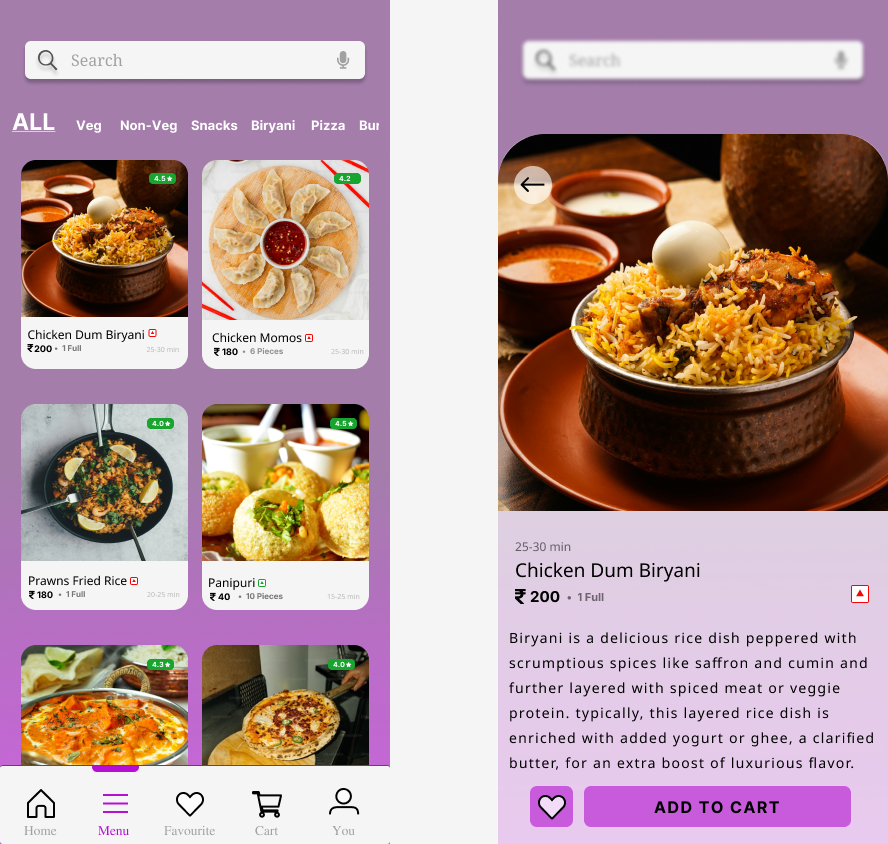 Search
ALL Veg Non-Veg Snacks Biryani Pizza Bur
4.5★
4.2
Chicken Dum Biryani
₹200 • 1 Full 25-30 min
Chicken Momos
₹ 180 • 6 Pieces 25-30 min
4.0★
4.5★
Prawns Fried Rice
₹ 180 • 1 Full 20-25 min
Panipuri
₹ 40 • 10 Pieces 15-25 min
4.3★
4.0★
Home Menu Favourite Cart You
Search
25-30 min
Chicken Dum Biryani
₹ 200 • 1 Full
Biryani is a delicious rice dish peppered with
scrumptious spices like saffron and cumin and
further layered with spiced meat or veggie
protein. typically, this layered rice dish is
enriched with added yogurt or ghee, a clarified
butter, for an extra boost of luxurious flavor.
ADD TO CART